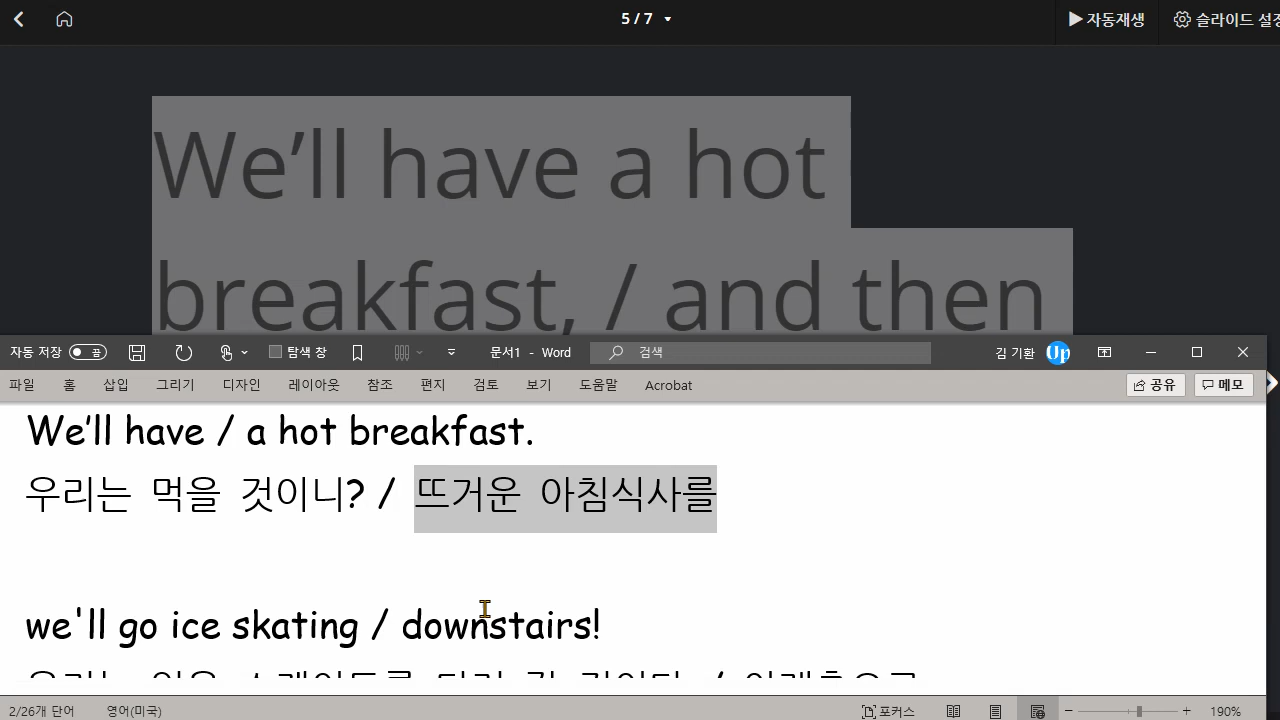 5 / 7
자동재생
슬라이드 설정
We’ll have a hot
breakfast, / and then
자동 저장 끔 탐색 창 문서1 - Word 검색 김 기환 Up
파일 홈 삽입 그리기 디자인 레이아웃 참조 편지 검토 보기 도움말 Acrobat 공유 메모
We’ll have / a hot breakfast.
우리는 먹을 것이니? / 뜨거운 아침식사를
we'll go ice skating / downstairs!
2/26개 단어 영어(미국) 포커스 190%